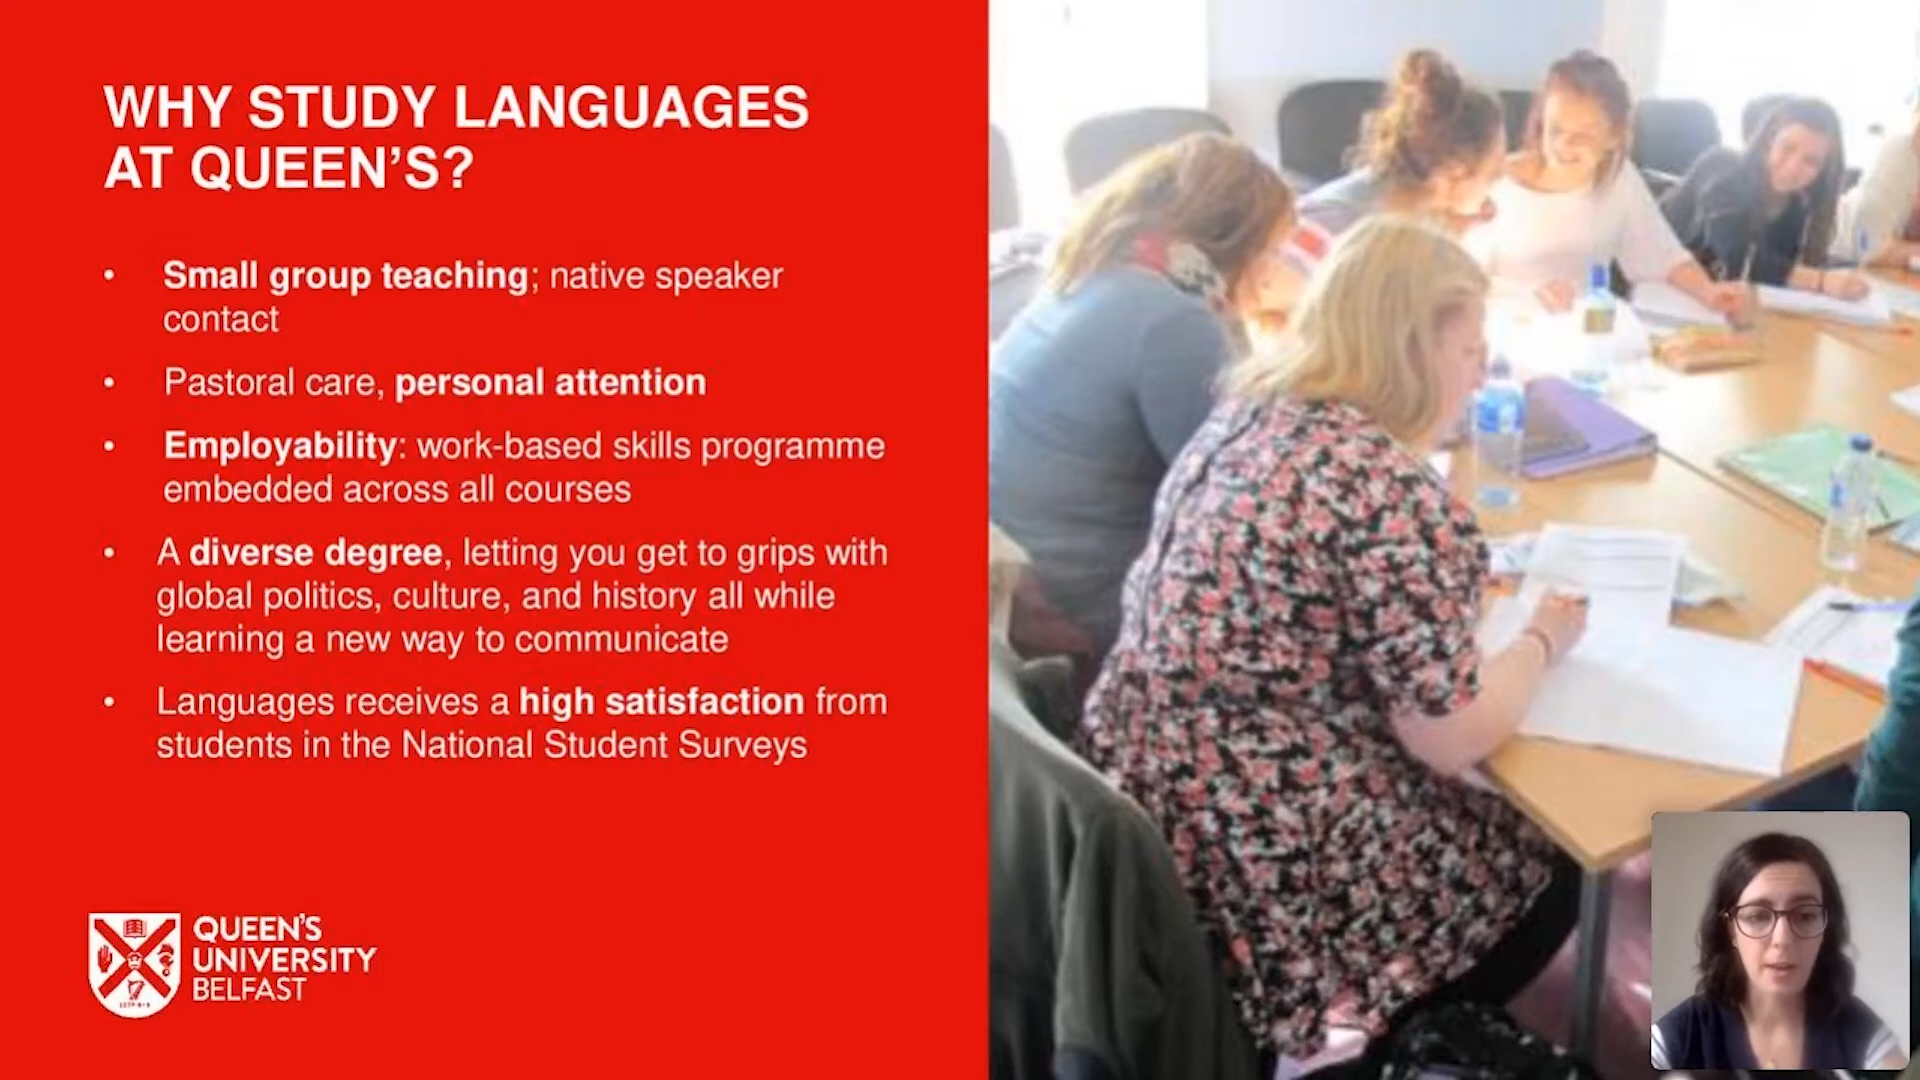 WHY STUDY LANGUAGES
AT QUEEN'S?
• Small group teaching; native speaker
contact
• Pastoral care, personal attention
• Employability: work-based skills programme
embedded across all courses
• A diverse degree, letting you get to grips with
global politics, culture, and history all while
learning a new way to communicate
• Languages receives a high satisfaction from
students in the National Student Surveys
QUEEN'S
UNIVERSITY
BELFAST